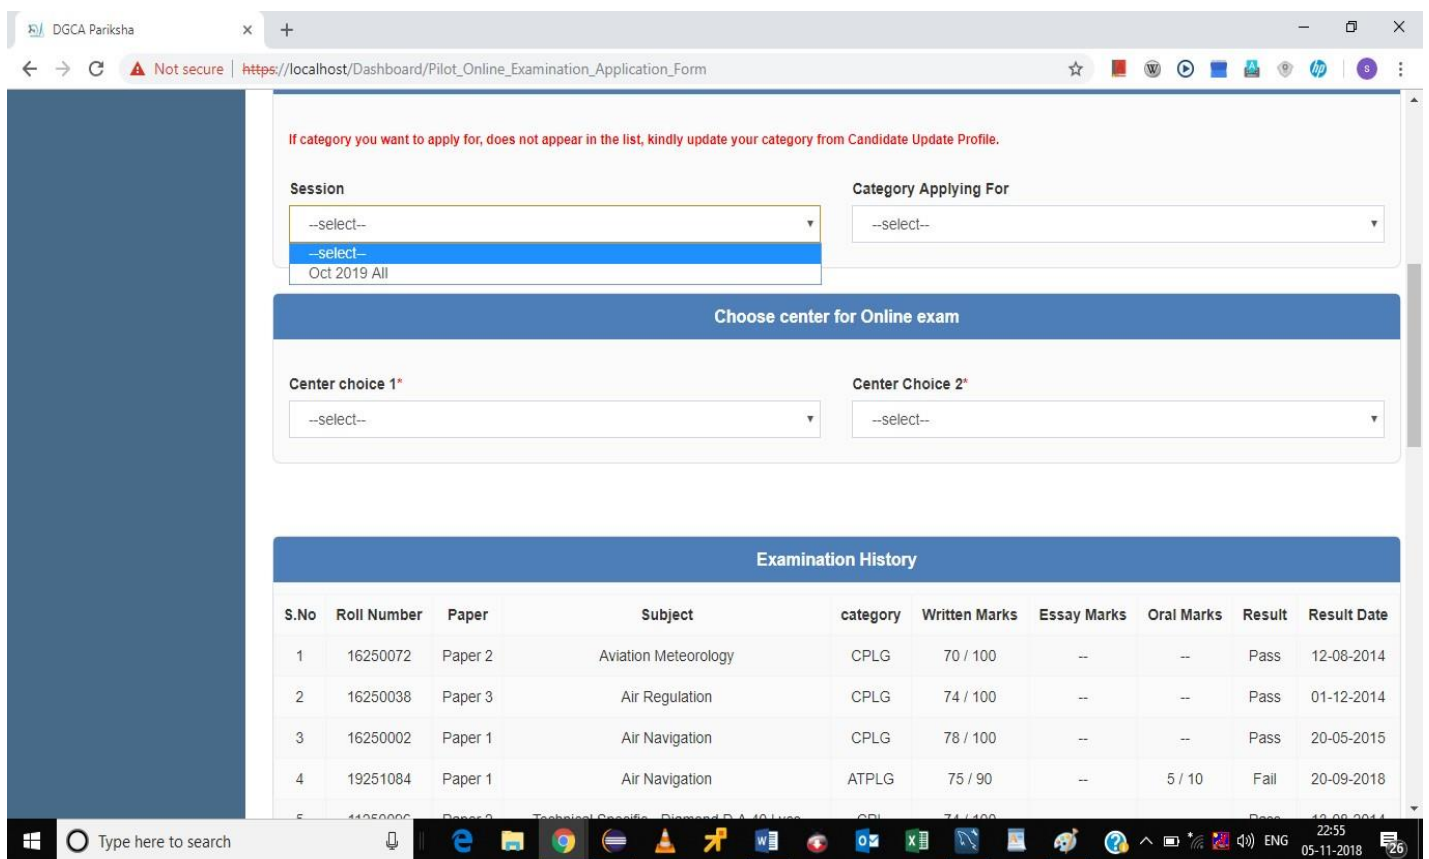 DGCA Pariksha
Not secure | https://localhost/Dashboard/Pilot_Online_Examination_Application_Form
If category you want to apply for, does not appear in the list, kindly update your category from Candidate Update Profile.
Session Category Applying For
--select-- --select--
--select--
Oct 2019 All
Choose center for Online exam
Center choice 1* Center Choice 2*
--select-- --select--
Examination History
S.No Roll Number Paper Subject category Written Marks Essay Marks Oral Marks Result Result Date
1 16250072 Paper 2 Aviation Meteorology CPLG 70 / 100 -- -- Pass 12-08-2014
2 16250038 Paper 3 Air Regulation CPLG 74 / 100 -- -- Pass 01-12-2014
3 16250002 Paper 1 Air Navigation CPLG 78 / 100 -- -- Pass 20-05-2015
4 19251084 Paper 1 Air Navigation ATPLG 75 / 90 -- 5 / 10 Fail 20-09-2018
Type here to search
ENG
22:55
05-11-2018
26